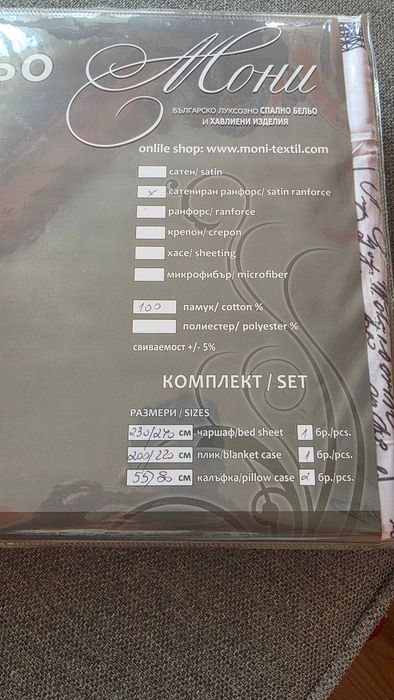 ЬО
Мони
БЪЛГАРСКО ЛУКСОЗНО СПАЛНО БЕЛЬО
И ХАВЛИЕНИ ИЗДЕЛИЯ
onlile shop: www.moni-textil.com
сатен/ satin
x сатениран ранфорс/ satin ranforce
ранфорс/ ranforce
крепон/ crepon
хасе/ sheeting
микрофибър/ microfiber
100 памук/ cotton %
полиестер/ polyester %
свиваемост +/- 5%
КОМПЛЕКТ / SET
РАЗМЕРИ / SIZES
230/240 см чаршаф/bed sheet 1 бр./pcs.
200/220 см плик/blanket case 1 бр./pcs.
55/80 см калъфка/pillow case 2 бр./pcs.